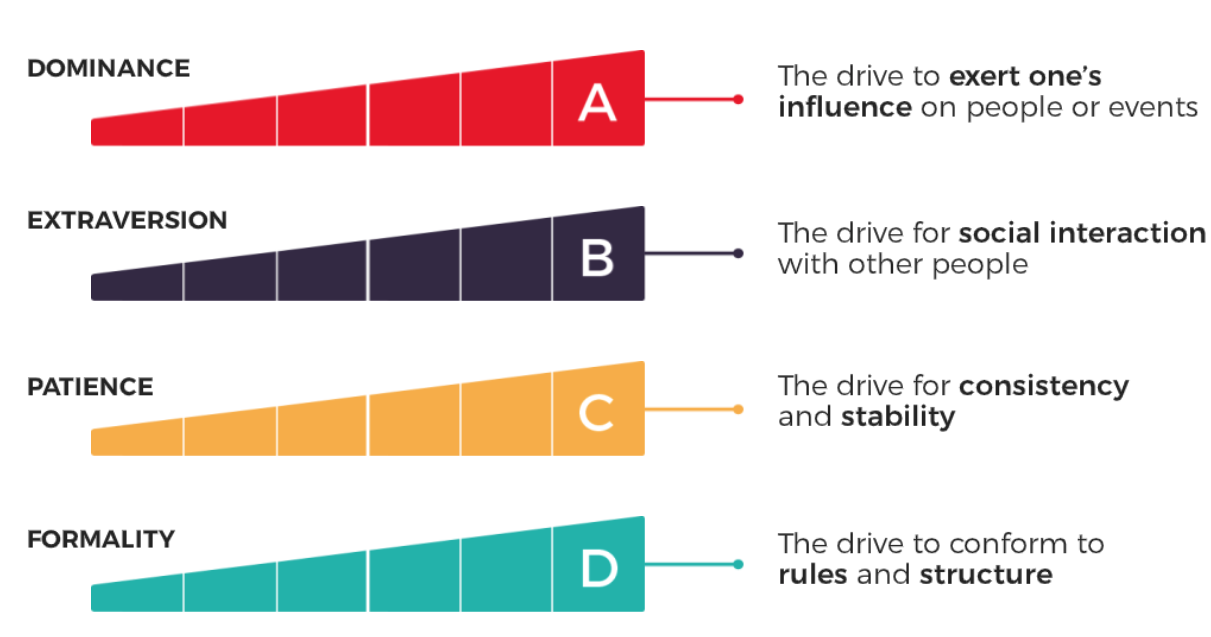 DOMINANCE
A
The drive to exert one’s
influence on people or events
EXTRAVERSION
B
The drive for social interaction
with other people
PATIENCE
C
The drive for consistency
and stability
FORMALITY
D
The drive to conform to
rules and structure